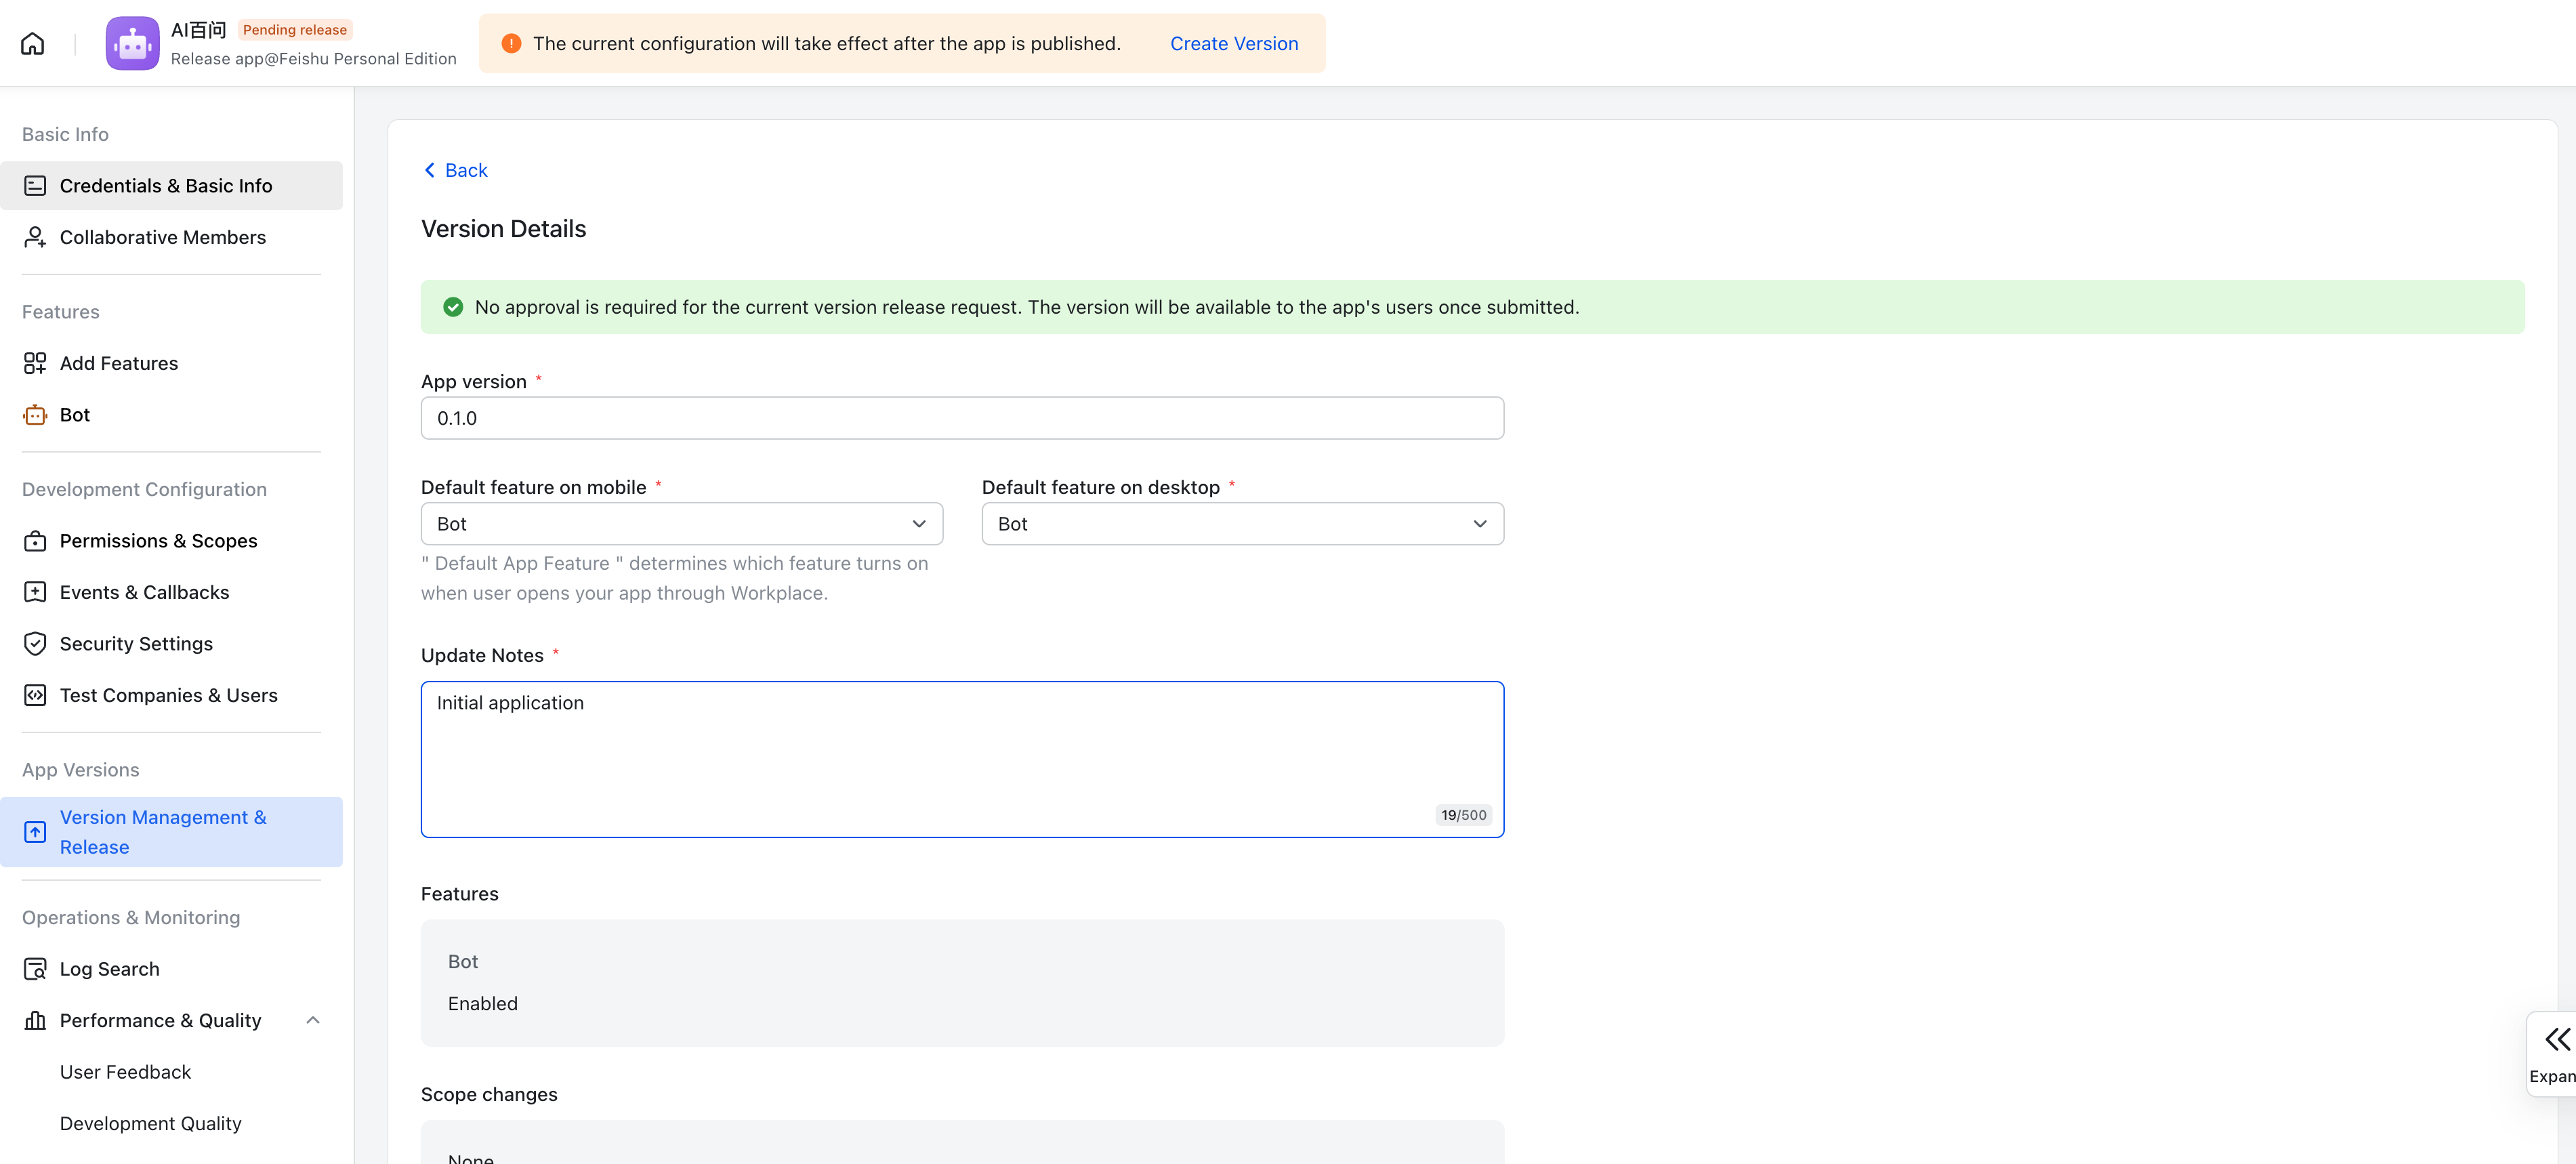 AI百问 Pending release
Release app@Feishu Personal Edition
The current configuration will take effect after the app is published. Create Version
Basic Info
Credentials & Basic Info
Collaborative Members
Features
Add Features
Bot
Development Configuration
Permissions & Scopes
Events & Callbacks
Security Settings
Test Companies & Users
App Versions
Version Management &
Release
Operations & Monitoring
Log Search
Performance & Quality
User Feedback
Development Quality
Back
Version Details
No approval is required for the current version release request. The version will be available to the app's users once submitted.
App version *
0.1.0
Default feature on mobile * Default feature on desktop *
Bot Bot
" Default App Feature " determines which feature turns on
when user opens your app through Workplace.
Update Notes *
Initial application
19/500
Features
Bot
Enabled
Scope changes
None
Expan